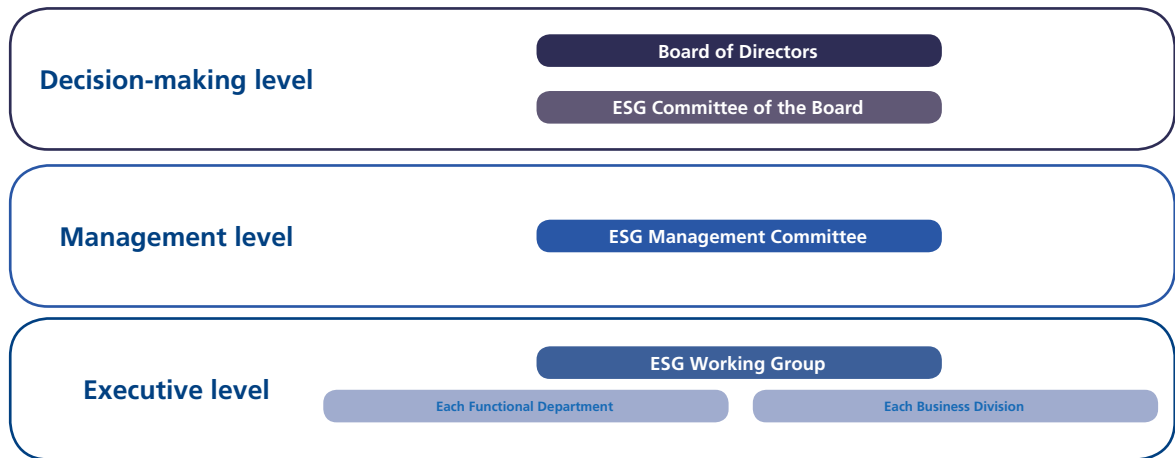 Decision-making level
Board of Directors
ESG Committee of the Board
Management level
ESG Management Committee
Executive level
ESG Working Group
Each Functional Department
Each Business Division